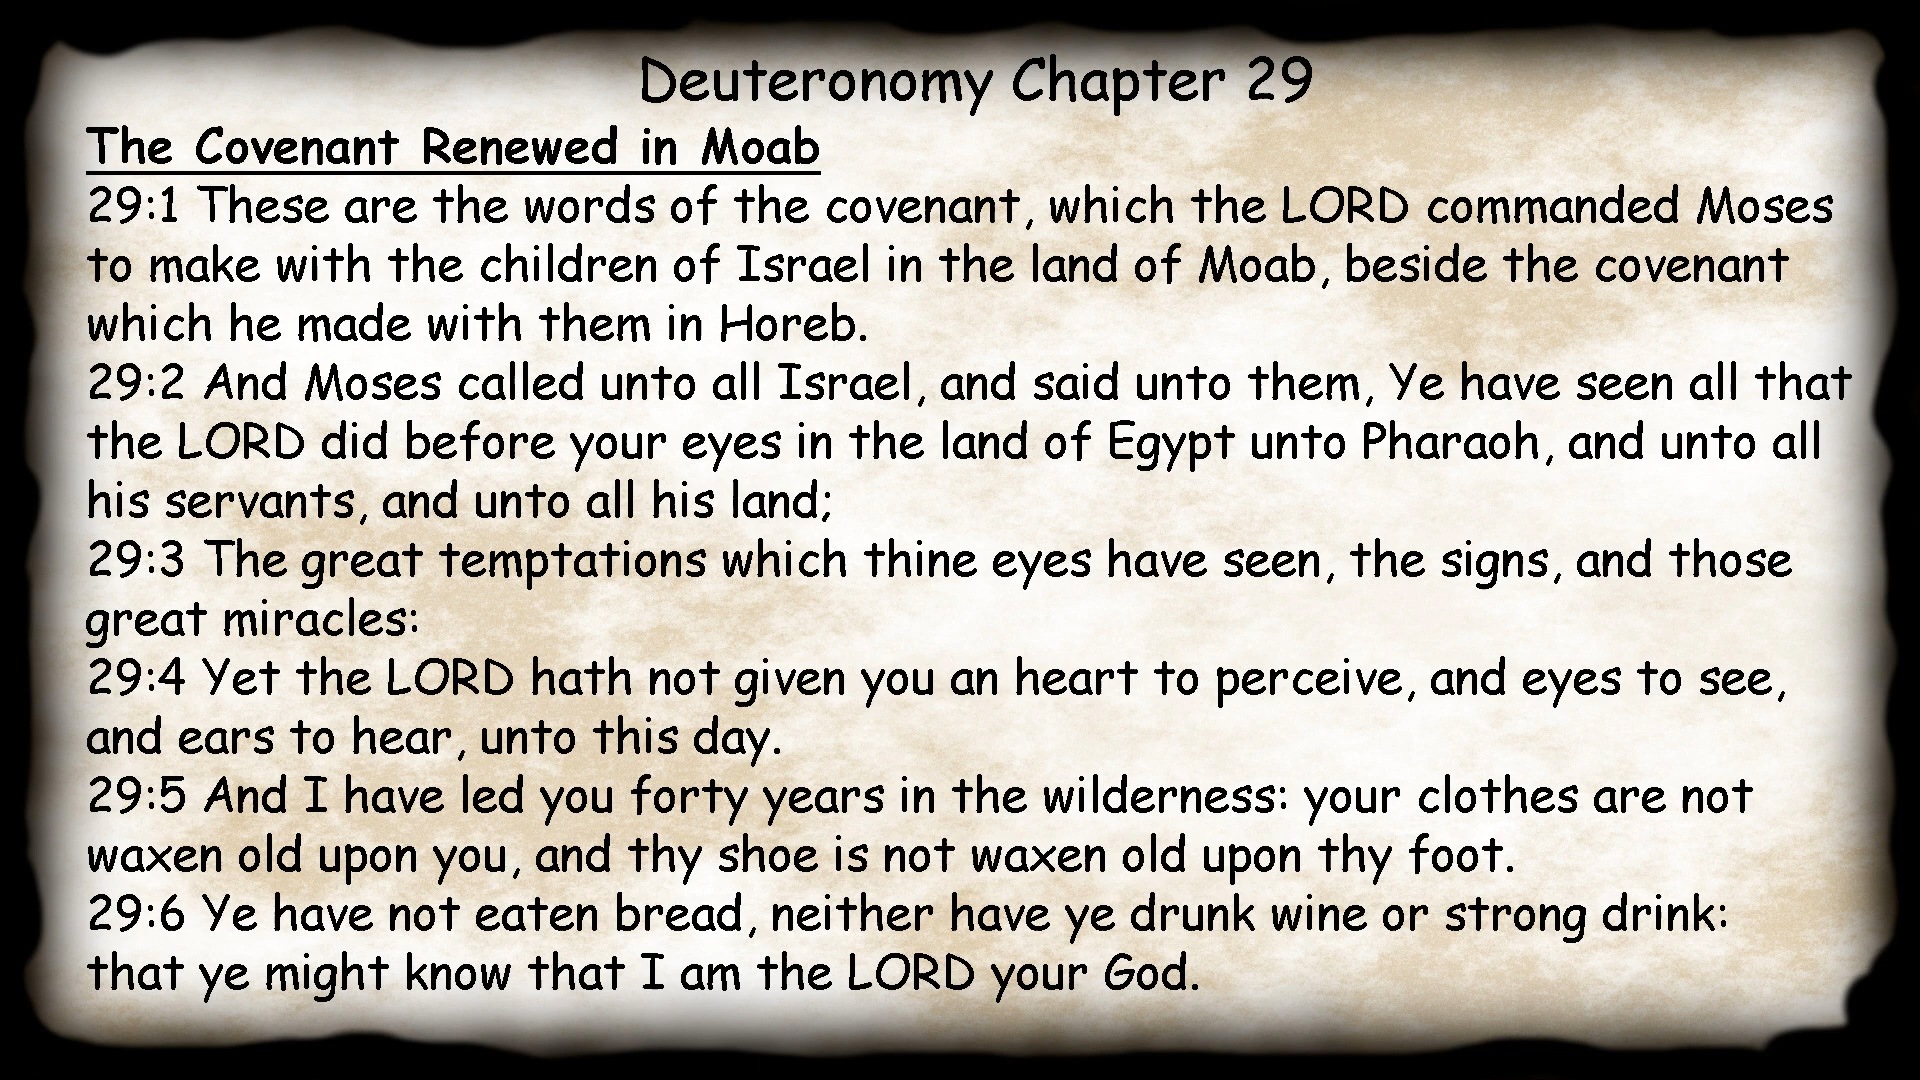 Deuteronomy Chapter 29
The Covenant Renewed in Moab
29:1 These are the words of the covenant, which the LORD commanded Moses
to make with the children of Israel in the land of Moab, beside the covenant
which he made with them in Horeb.
29:2 And Moses called unto all Israel, and said unto them, Ye have seen all that
the LORD did before your eyes in the land of Egypt unto Pharaoh, and unto all
his servants, and unto all his land;
29:3 The great temptations which thine eyes have seen, the signs, and those
great miracles:
29:4 Yet the LORD hath not given you an heart to perceive, and eyes to see,
and ears to hear, unto this day.
29:5 And I have led you forty years in the wilderness: your clothes are not
waxen old upon you, and thy shoe is not waxen old upon thy foot.
29:6 Ye have not eaten bread, neither have ye drunk wine or strong drink:
that ye might know that I am the LORD your God.